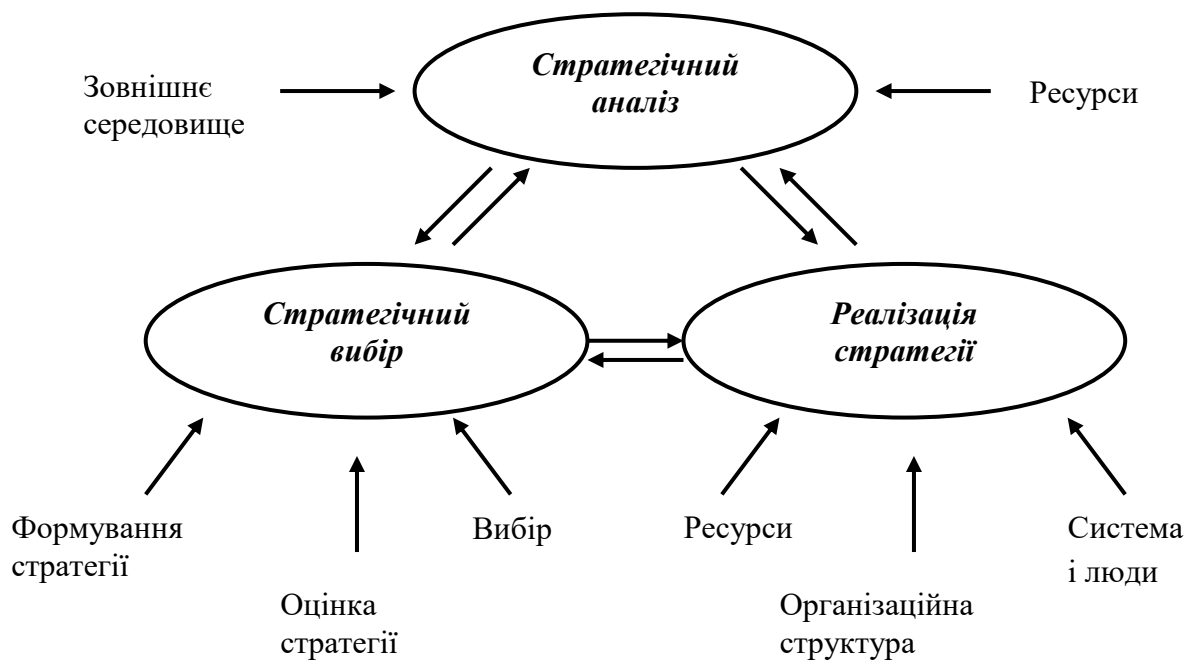 Стратегічний
аналіз
Зовнішнє
середовище
Ресурси
Стратегічний
вибір
Реалізація
стратегії
Формування
стратегії
Оцінка
стратегії
Вибір
Ресурси
Організаційна
структура
Система
і люди